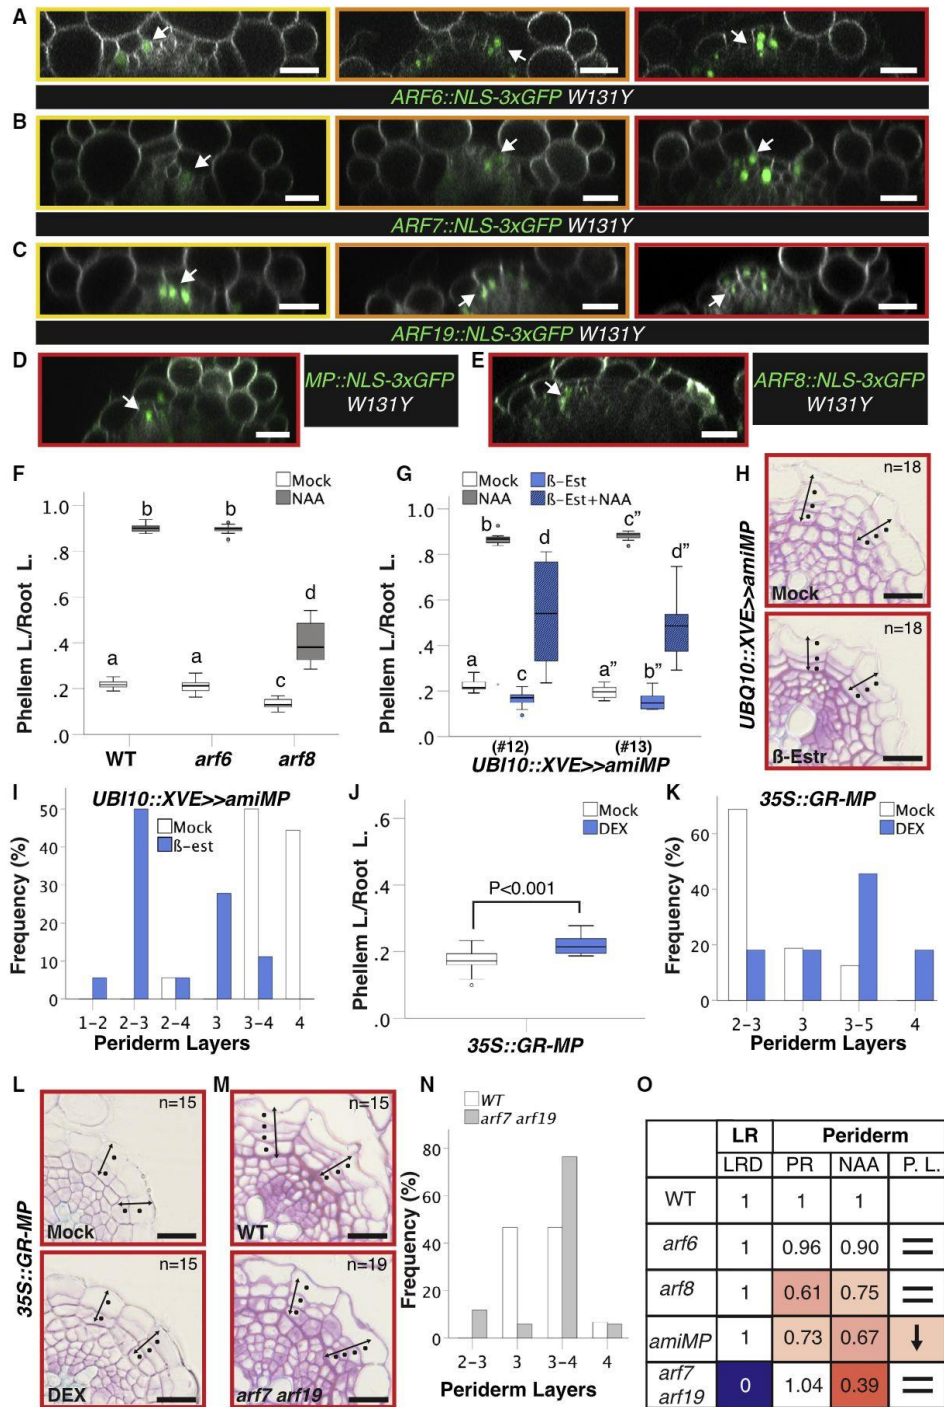 A
ARF6::NLS-3xGFP W131Y
B
ARF7::NLS-3xGFP W131Y
C
ARF19::NLS-3xGFP W131Y
D
MP::NLS-3xGFP
W131Y
E
ARF8::NLS-3xGFP
W131Y
F
Mock
NAA
Phellem L./Root L.
1.0
.8
.6
.4
.2
.0
a
b
a
b
c
d
WT
arf6
arf8
G
Mock
NAA
ß-Est
ß-Est+NAA
Phellem L./Root L.
1.0
.8
.6
.4
.2
.0
a
b
c
d
a”
c”
b”
d”
(#12)
(#13)
UBI10::XVE>>amiMP
H
UBQ10::XVE>>amiMP
n=18
Mock
n=18
ß-Estr
I
UBI10::XVE>>amiMP
Mock
ß-est
Frequency (%)
50
40
30
20
10
0
1-2 2-3 2-4 3 3-4 4
Periderm Layers
J
Mock
DEX
Phellem L./Root L.
.6
.4
.2
.0
P<0.001
35S::GR-MP
K
35S::GR-MP
Mock
DEX
Frequency (%)
60
40
20
0
2-3 3 3-5 4
Periderm Layers
L
35S::GR-MP
n=15
Mock
n=15
DEX
M
n=15
WT
n=19
arf7 arf19
N
WT
arf7 arf19
Frequency (%)
80
60
40
20
0
2-3 3 3-4 4
Periderm Layers
O
LR Periderm
LRD PR NAA P. L.
WT 1 1 1
arf6 1 0.96 0.90 =
arf8 1 0.61 0.75 =
amiMP 1 0.73 0.67 ↓
arf7
arf19 0 1.04 0.39 =